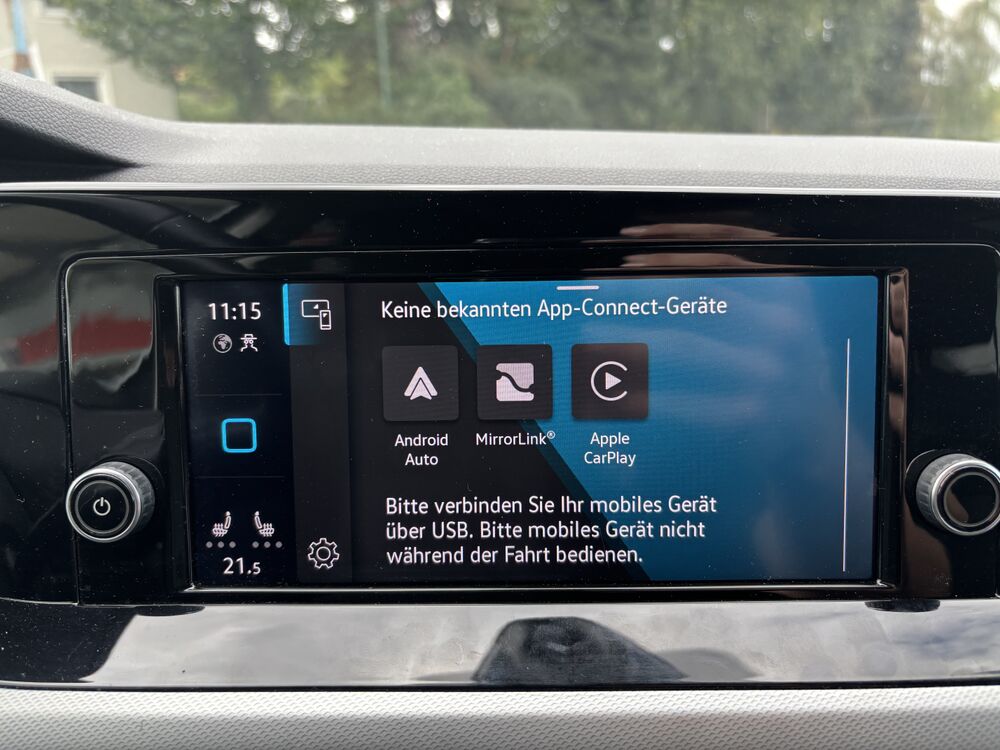 11:15
Keine bekannten App-Connect-Geräte
Android
Auto
MirrorLink®
Apple
CarPlay
Bitte verbinden Sie Ihr mobiles Gerät
über USB. Bitte mobiles Gerät nicht
während der Fahrt bedienen.
21.5